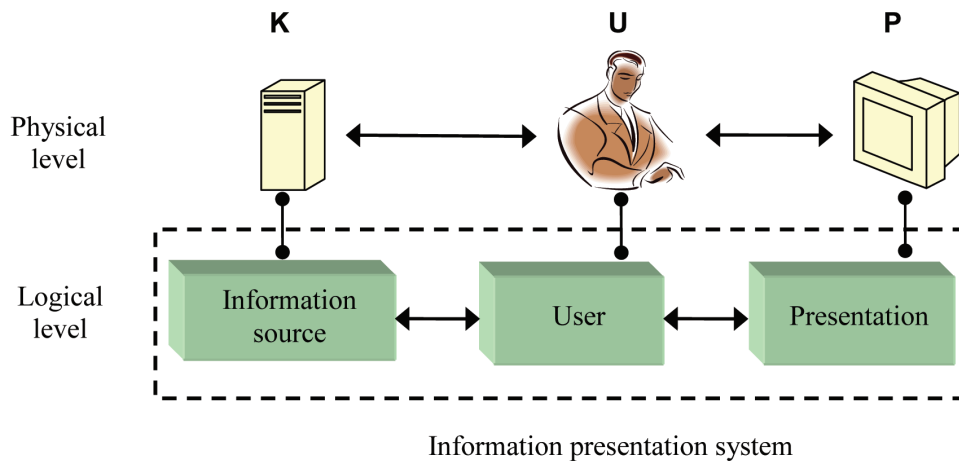 K U P
Physical
level
Logical
level
Information
source
User
Presentation
Information presentation system